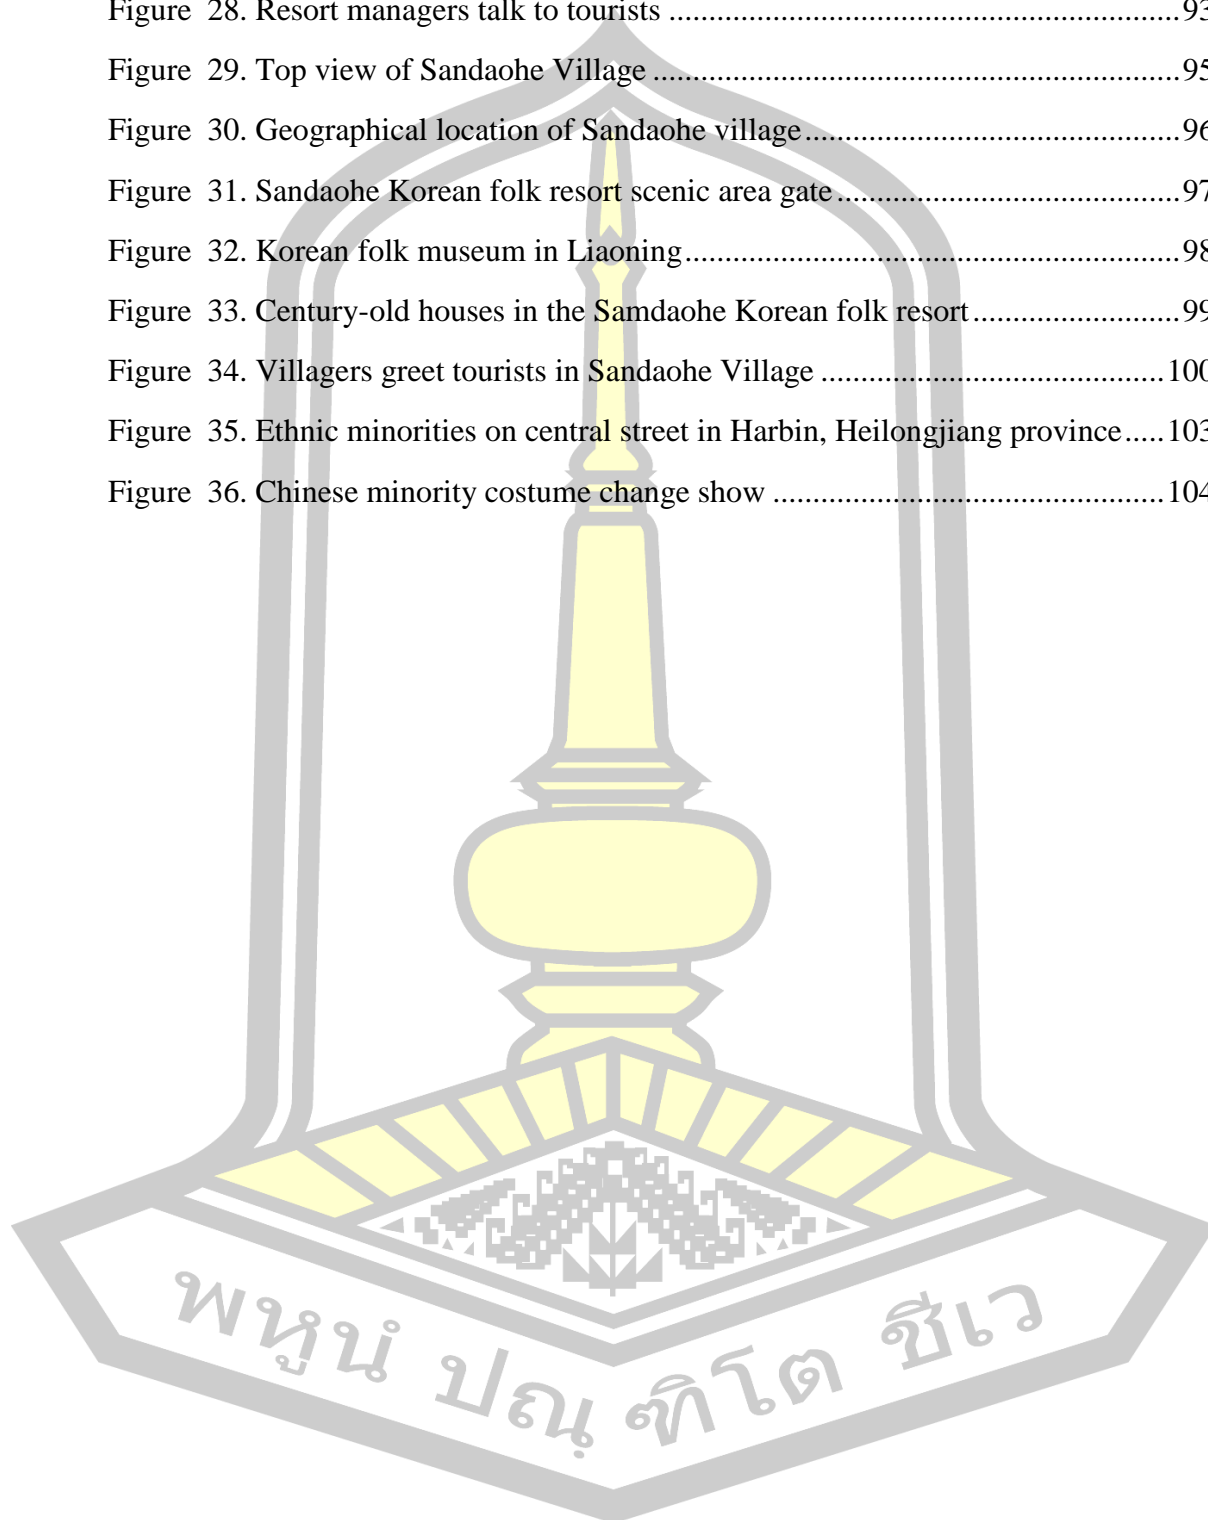 Figure 28. Resort managers talk to tourists ........................................................................93
Figure 29. Top view of Sandaohe Village ..........................................................................95
Figure 30. Geographical location of Sandaohe village.....................................................96
Figure 31. Sandaohe Korean folk resort scenic area gate.................................................97
Figure 32. Korean folk museum in Liaoning......................................................................98
Figure 33. Century-old houses in the Samdaohe Korean folk resort .............................99
Figure 34. Villagers greet tourists in Sandaohe Village ................................................100
Figure 35. Ethnic minorities on central street in Harbin, Heilongjiang province.....103
Figure 36. Chinese minority costume change show .......................................................104
พหูนํ ปณฺ ฑิโต ชีเว